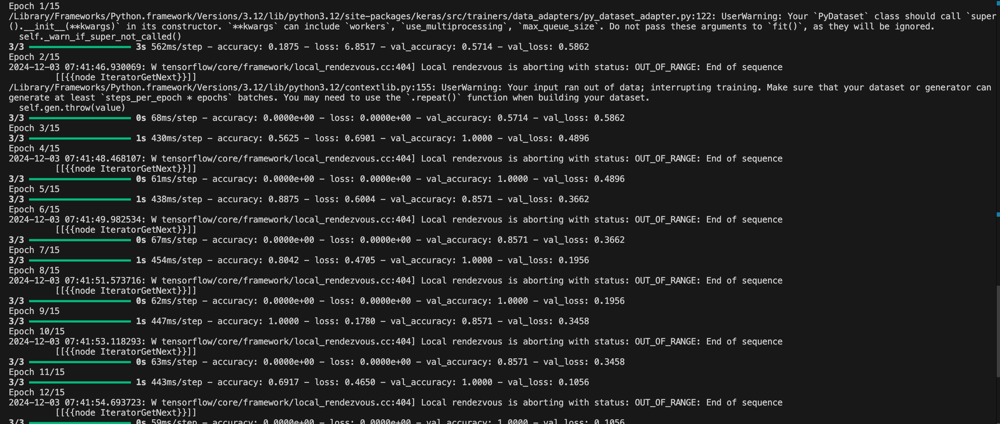 Epoch 1/15
/Library/Frameworks/Python.framework/Versions/3.12/lib/python3.12/site-packages/keras/src/trainers/data_adapters/py_dataset_adapter.py:122: UserWarning: Your `PyDataset` class should call `super
().__init__(**kwargs)` in its constructor. `**kwargs` can include `workers`, `use_multiprocessing`, `max_queue_size`. Do not pass these arguments to `fit()`, as they will be ignored.
  self._warn_if_super_not_called()
3/3 3s 562ms/step – accuracy: 0.1875 – loss: 6.8517 – val_accuracy: 0.5714 – val_loss: 0.5862
Epoch 2/15
2024-12-03 07:41:46.930069: W tensorflow/core/framework/local_rendezvous.cc:404] Local rendezvous is aborting with status: OUT_OF_RANGE: End of sequence
         [[{{node IteratorGetNext}}]]
/Library/Frameworks/Python.framework/Versions/3.12/lib/python3.12/contextlib.py:155: UserWarning: Your input ran out of data; interrupting training. Make sure that your dataset or generator can
generate at least `steps_per_epoch * epochs` batches. You may need to use the `.repeat()` function when building your dataset.
  self.gen.throw(value)
3/3 0s 68ms/step – accuracy: 0.0000e+00 – loss: 0.0000e+00 – val_accuracy: 0.5714 – val_loss: 0.5862
Epoch 3/15
3/3 1s 430ms/step – accuracy: 0.5625 – loss: 0.6901 – val_accuracy: 1.0000 – val_loss: 0.4896
Epoch 4/15
2024-12-03 07:41:48.468107: W tensorflow/core/framework/local_rendezvous.cc:404] Local rendezvous is aborting with status: OUT_OF_RANGE: End of sequence
         [[{{node IteratorGetNext}}]]
3/3 0s 61ms/step – accuracy: 0.0000e+00 – loss: 0.0000e+00 – val_accuracy: 1.0000 – val_loss: 0.4896
Epoch 5/15
3/3 1s 438ms/step – accuracy: 0.8875 – loss: 0.6004 – val_accuracy: 0.8571 – val_loss: 0.3662
Epoch 6/15
2024-12-03 07:41:49.982534: W tensorflow/core/framework/local_rendezvous.cc:404] Local rendezvous is aborting with status: OUT_OF_RANGE: End of sequence
         [[{{node IteratorGetNext}}]]
3/3 0s 67ms/step – accuracy: 0.0000e+00 – loss: 0.0000e+00 – val_accuracy: 0.8571 – val_loss: 0.3662
Epoch 7/15
3/3 1s 454ms/step – accuracy: 0.8042 – loss: 0.4705 – val_accuracy: 1.0000 – val_loss: 0.1956
Epoch 8/15
2024-12-03 07:41:51.573716: W tensorflow/core/framework/local_rendezvous.cc:404] Local rendezvous is aborting with status: OUT_OF_RANGE: End of sequence
         [[{{node IteratorGetNext}}]]
3/3 0s 62ms/step – accuracy: 0.0000e+00 – loss: 0.0000e+00 – val_accuracy: 1.0000 – val_loss: 0.1956
Epoch 9/15
3/3 1s 447ms/step – accuracy: 1.0000 – loss: 0.1780 – val_accuracy: 0.8571 – val_loss: 0.3458
Epoch 10/15
2024-12-03 07:41:53.118293: W tensorflow/core/framework/local_rendezvous.cc:404] Local rendezvous is aborting with status: OUT_OF_RANGE: End of sequence
         [[{{node IteratorGetNext}}]]
3/3 0s 63ms/step – accuracy: 0.0000e+00 – loss: 0.0000e+00 – val_accuracy: 0.8571 – val_loss: 0.3458
Epoch 11/15
3/3 1s 443ms/step – accuracy: 0.6917 – loss: 0.4650 – val_accuracy: 1.0000 – val_loss: 0.1056
Epoch 12/15
2024-12-03 07:41:54.693723: W tensorflow/core/framework/local_rendezvous.cc:404] Local rendezvous is aborting with status: OUT_OF_RANGE: End of sequence
         [[{{node IteratorGetNext}}]]
3/3 0s 59ms/step – accuracy: 0.0000e+00 – loss: 0.0000e+00 – val_accuracy: 1.0000 – val_loss: 0.1056